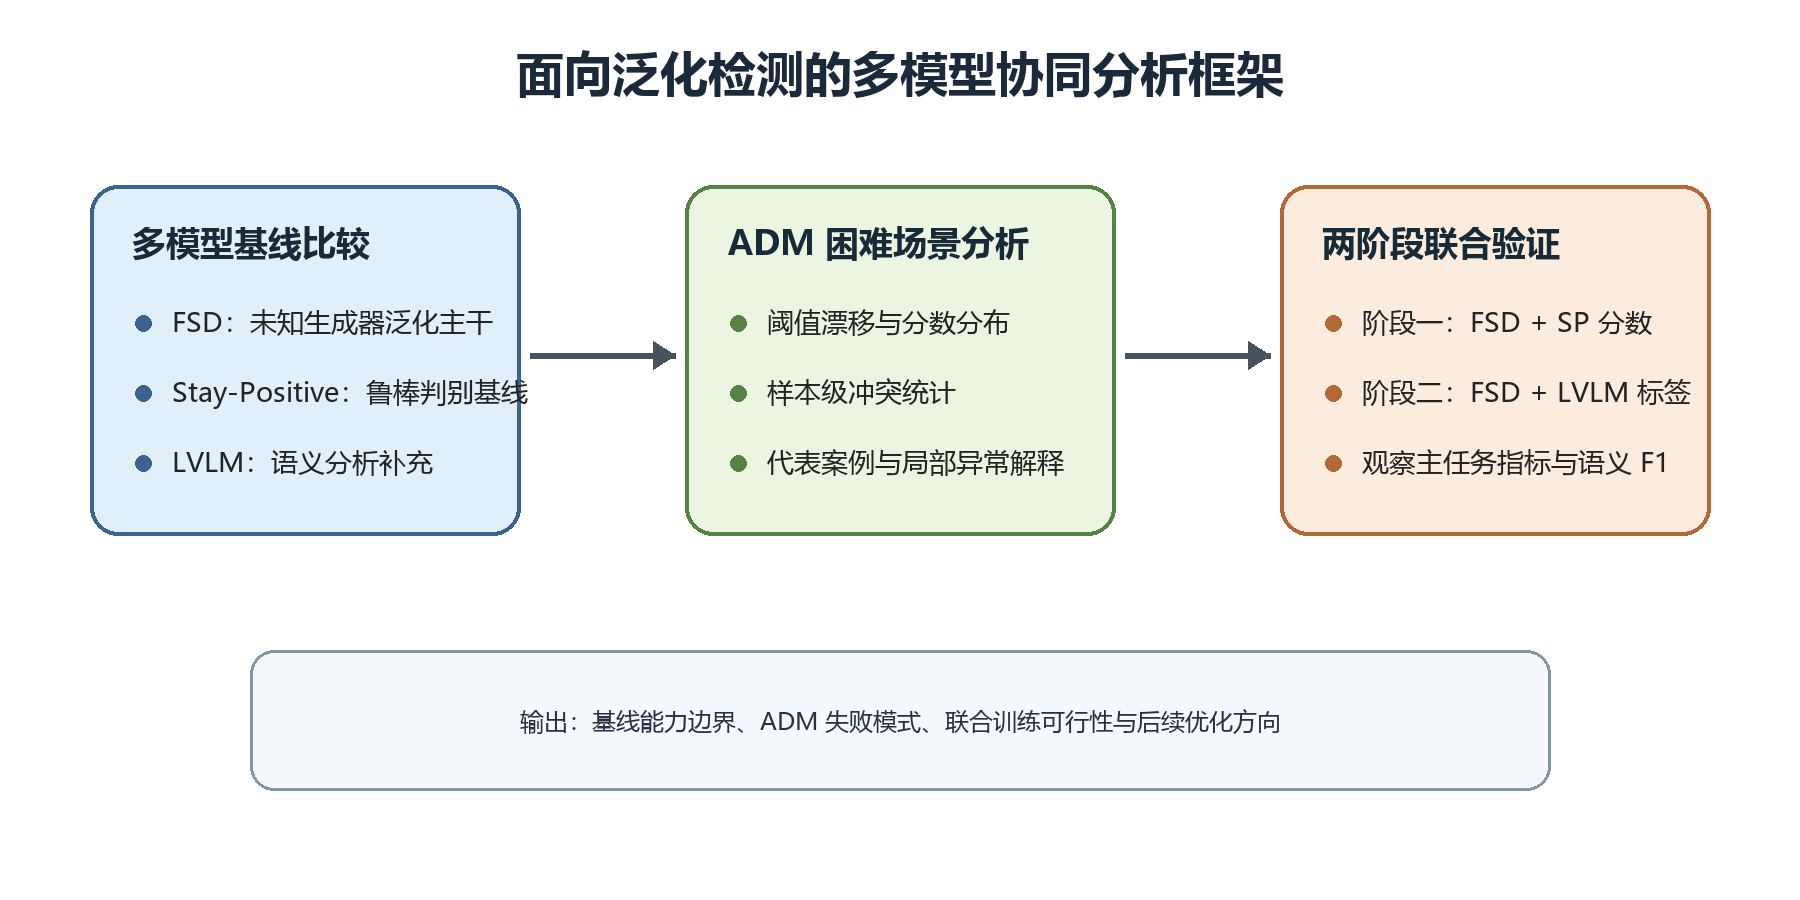 面向泛化检测的多模型协同分析框架
多模型基线比较
FSD：未知生成器泛化主干
Stay-Positive：鲁棒判别基线
LVLM：语义分析补充
ADM 困难场景分析
阈值漂移与分数分布
样本级冲突统计
代表案例与局部异常解释
两阶段联合验证
阶段一：FSD + SP 分数
阶段二：FSD + LVLM 标签
观察主任务指标与语义 F1
输出：基线能力边界、ADM 失败模式、联合训练可行性与后续优化方向